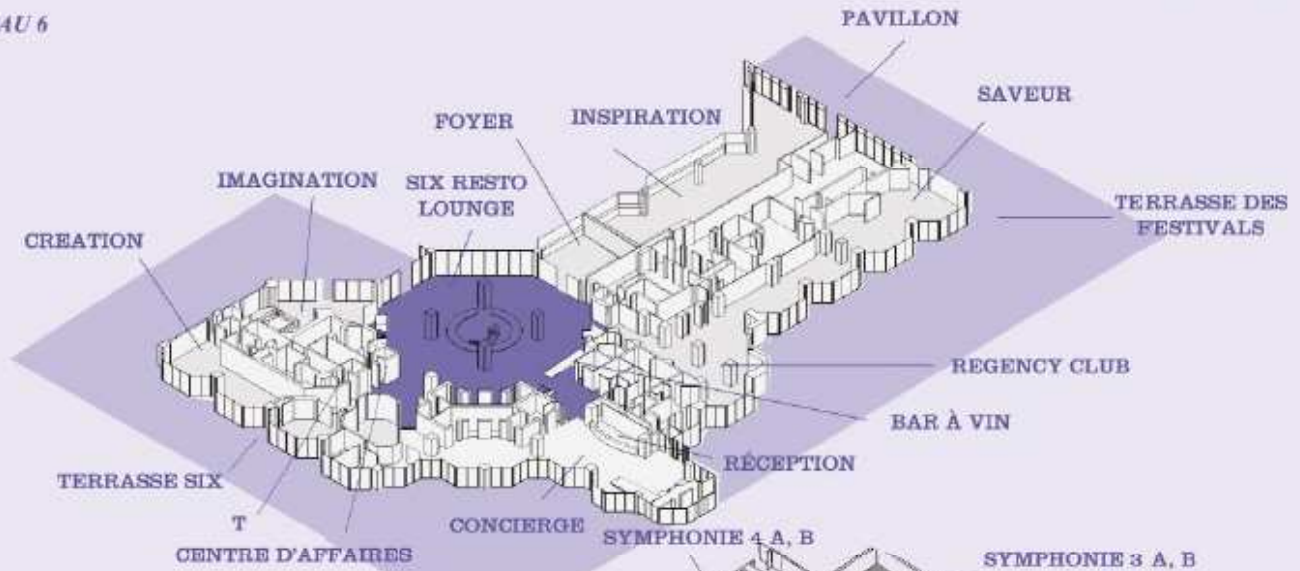 AU 6
PAVILLON
SAVEUR
INSPIRATION
FOYER
IMAGINATION
SIX RESTO
LOUNGE
TERRASSE DES
FESTIVALS
CREATION
REGENCY CLUB
BAR À VIN
RÉCEPTION
TERRASSE SIX
T
CONCIERGE
CENTRE D'AFFAIRES
SYMPHONIE 4 A, B
SYMPHONIE 3 A, B